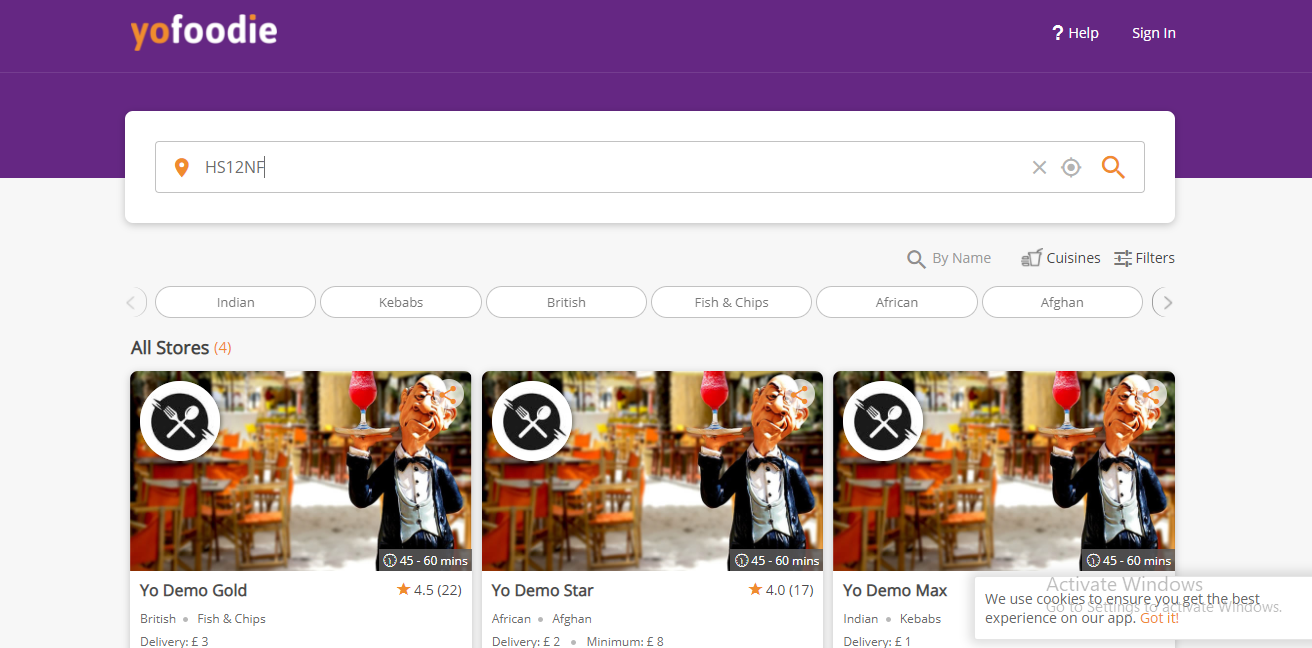 yofoodie
? Help Sign In
HS12NF
By Name Cuisines Filters
Indian Kebabs British Fish & Chips African Afghan
All Stores (4)
45 - 60 mins 45 - 60 mins 45 - 60 mins
Yo Demo Gold 4.5 (22) Yo Demo Star 4.0 (17) Yo Demo Max
British • Fish & Chips African • Afghan Indian • Kebabs
Delivery: £ 3 Delivery: £ 2 • Minimum: £ 8 Delivery: £ 1
Activate Windows
We use cookies to ensure you get the best
Go to Settings to activate Windows.
experience on our app. Got it!